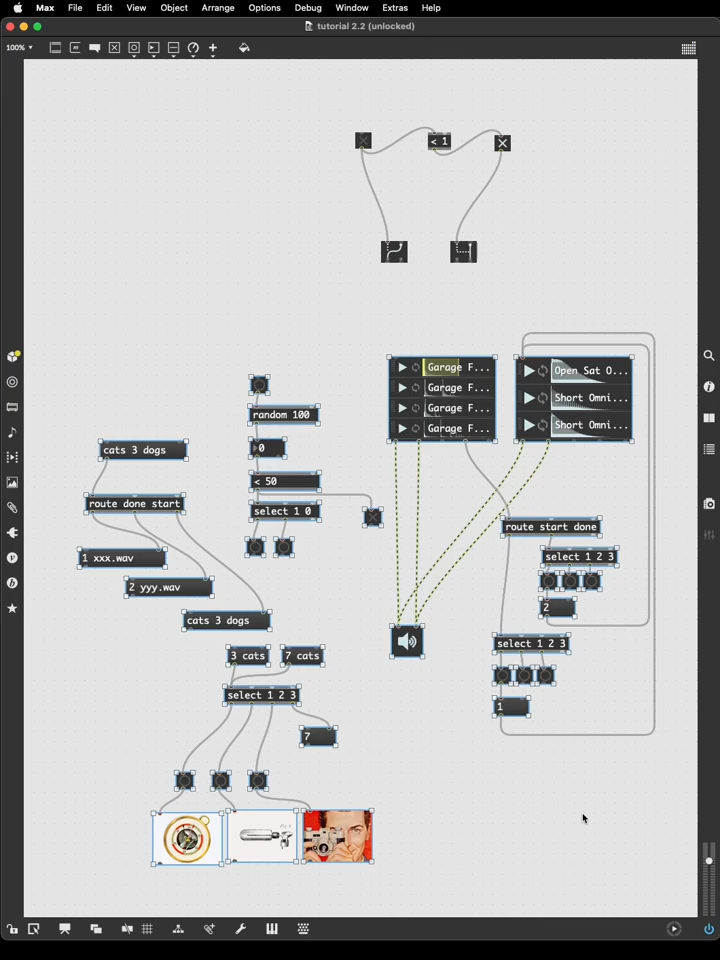 Max File Edit View Object Arrange Options Debug Window Extras Help
tutorial 2.2 (unlocked)
100%
< 1
Garage F...
Garage F...
Garage F...
Garage F...
Open Sat O...
Short Omni...
Short Omni...
random 100
0
cats 3 dogs
< 50
route done start
select 1 0
route start done
1 xxx.wav
select 1 2 3
2 yyy.wav
2
cats 3 dogs
select 1 2 3
3 cats
7 cats
select 1 2 3
1
7